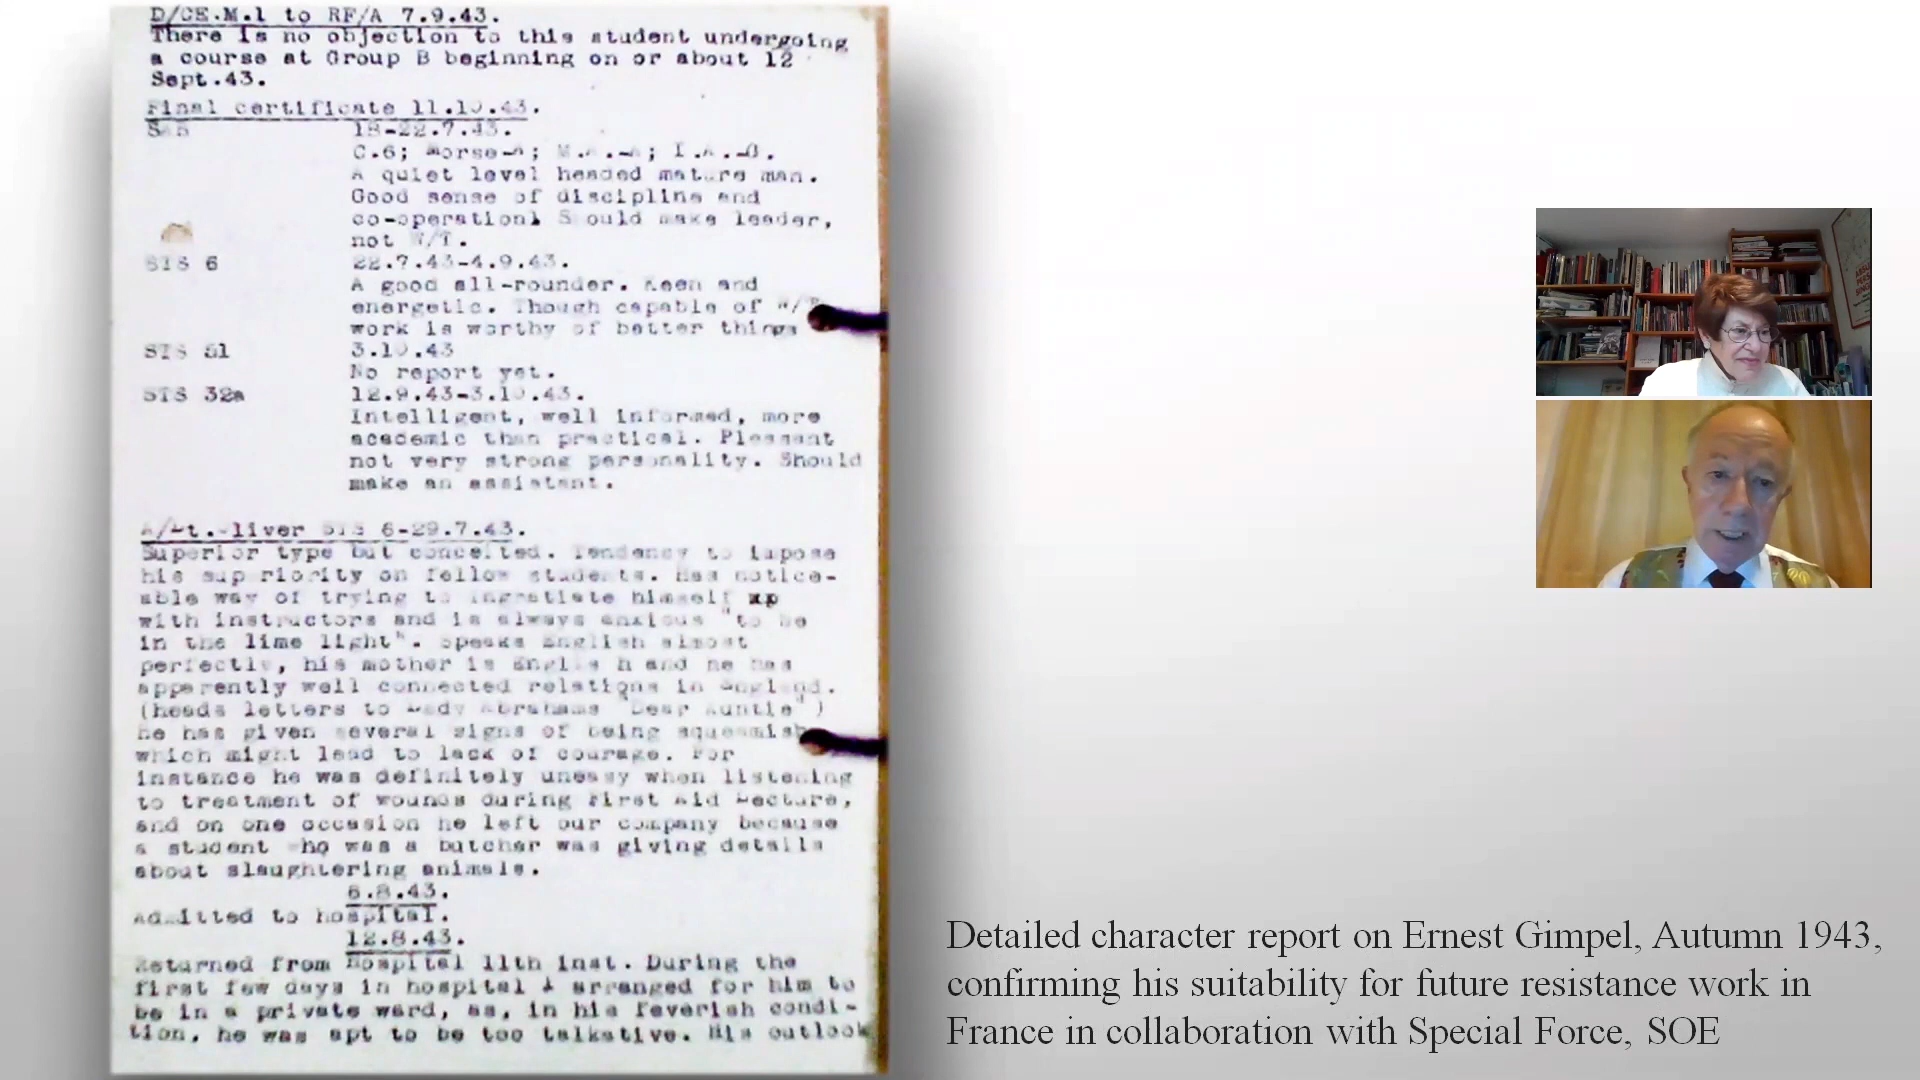 D/CE.M.1 to RF/A 7.9.43.
There is no objection to this student undergoing
a course at Group B beginning on or about 12
Sept.43.
Final certificate 11.10.43.
SAB 18-22.7.43.
C.6; Morse-A;
A quiet level headed mature man.
Good sense of discipline and
co-operation. S ould make leader,
not W/T.
STS 6 22.7.43-4.9.43.
A good all-rounder. Keen and
energetic. Though capable of W/T
work is worthy of better things
STS 51 3.10.43
No report yet.
STS 32a 12.9.43-3.10.43.
Intelligent, well informed, more
academic than practical. Pleasant
not very strong personality. Should
make an assistant.
STS 6-29.7.43.
Superior type but conceited. Tendency to impose
his sup riority on fellow students. Has notice-
able way of trying to ingratiate himself up
with instructors and is always anxious "to be
in the lime light". Speaks English almost
perfectly, his mother is Englis h and he has
apparently well connected relations in England.
(heads letters to Lady Abrahams "Dear Auntie")
he has given several signs of being squeamish
which might lead to lack of courage. For
instance he was definitely uneasy when listening
to treatment of wounds during First Aid Lecture,
and on one occasion he left our company because
a student who was a butcher was giving details
about slaughtering animals.
6.8.43.
Admitted to hospital.
12.8.43.
Returned from Hospital 11th inst. During the
first few days in hospital I arranged for him to
be in a private ward, as, in his feverish condi-
tion, he was apt to be too talkative. His outlook
Detailed character report on Ernest Gimpel, Autumn 1943,
confirming his suitability for future resistance work in
France in collaboration with Special Force, SOE